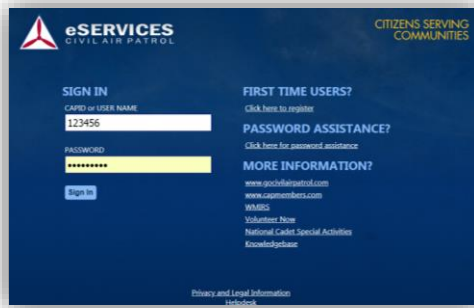 eSERVICES
CIVIL AIR PATROL
CITIZENS SERVING
COMMUNITIES
SIGN IN
CAPID or USER NAME
123456
PASSWORD
•••••••••
Sign In
FIRST TIME USERS?
Click here to register
PASSWORD ASSISTANCE?
Click here for password assistance
MORE INFORMATION?
www.gocivilairpatrol.com
www.capmembers.com
WMIRS
Volunteer Now
National Cadet Special Activities
Knowledgebase
Privacy and Legal Information
Helpdesk